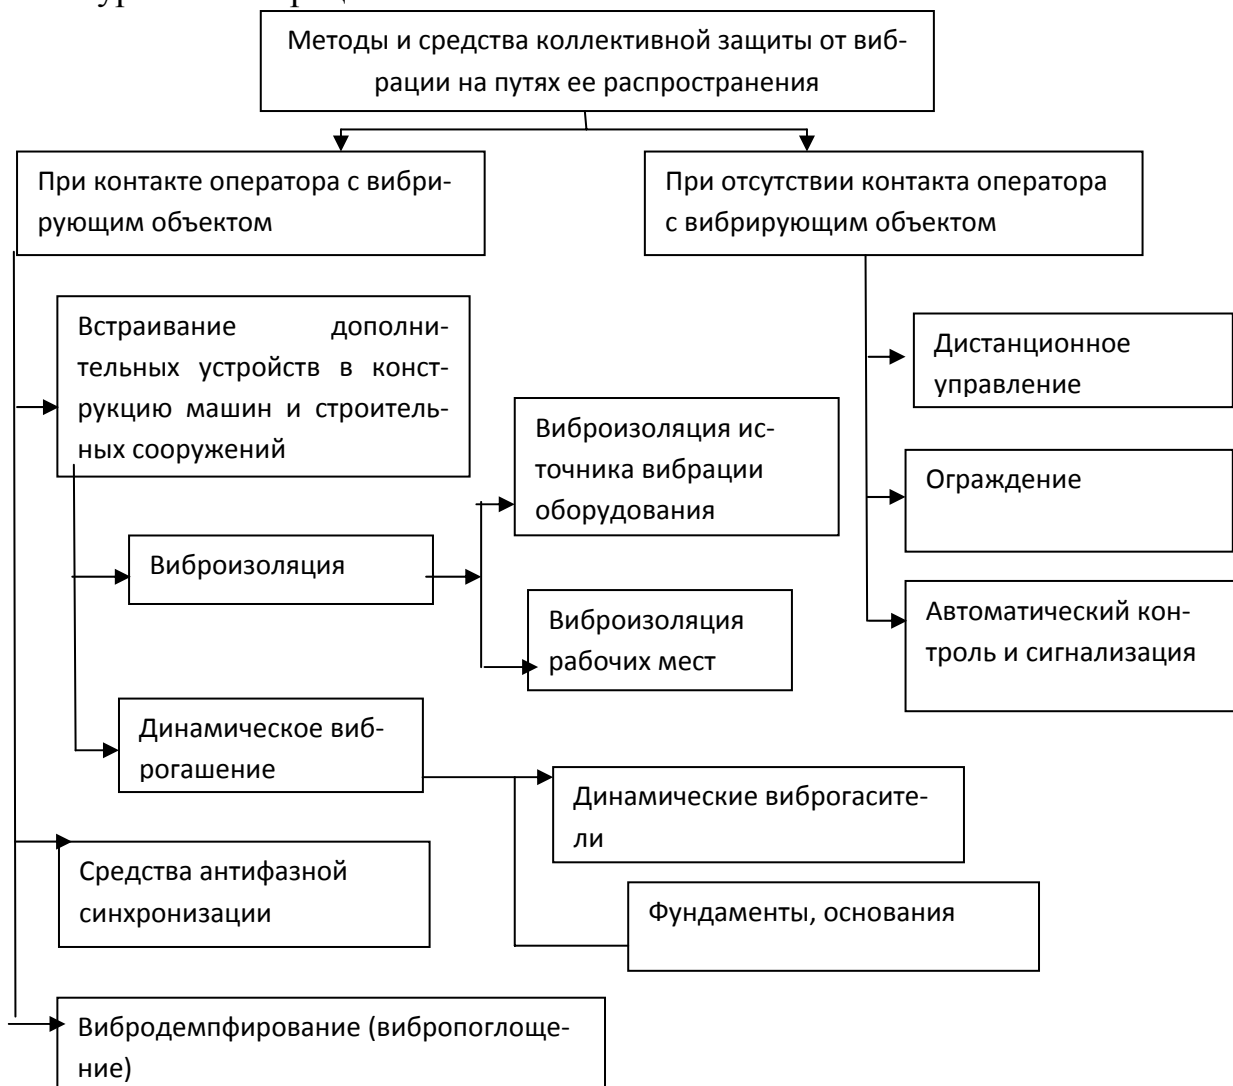 Методы и средства коллективной защиты от виб-
рации на путях ее распространения
При контакте оператора с вибри-
рующим объектом
При отсутствии контакта оператора
с вибрирующим объектом
Встраивание дополни-
тельных устройств в конст-
рукцию машин и строитель-
ных сооружений
Дистанционное
управление
Виброизоляция ис-
точника вибрации
оборудования
Ограждение
Виброизоляция
Виброизоляция
рабочих мест
Автоматический кон-
троль и сигнализация
Динамическое виб-
рогашение
Динамические виброгасите-
ли
Средства антифазной
синхронизации
Фундаменты, основания
Вибродемпфирование (вибропоглоще-
ние)